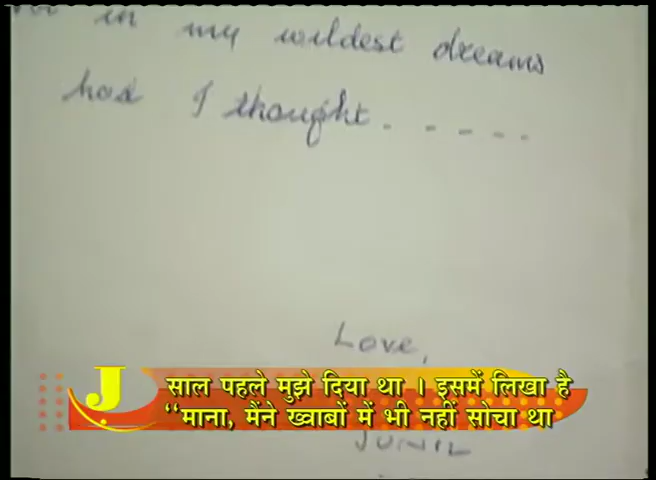 in my wildest dreams
had I thought . . . . .
Love,
J
साल पहले मुझे दिया था । इसमें लिखा है
“माना, मैंने ख्वाबों में भी नहीं सोचा था